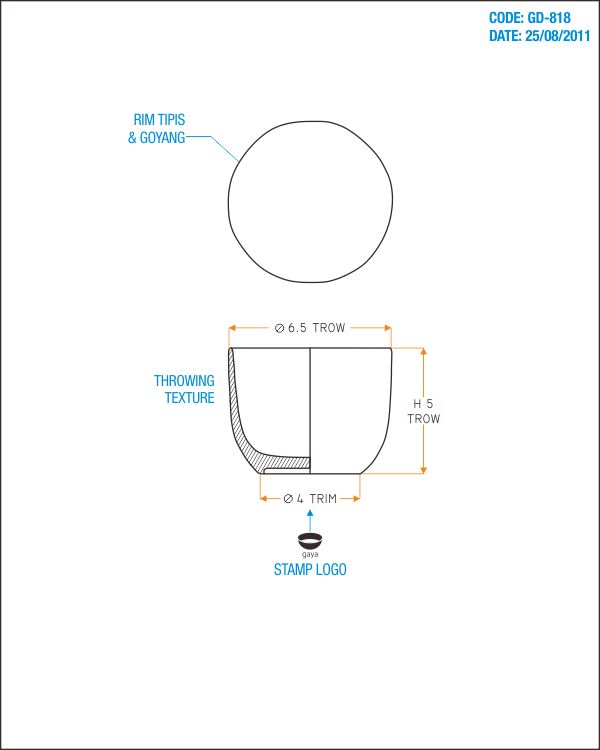 CODE: GD-818
DATE: 25/08/2011
RIM TIPIS
& GOYANG
Ø 6.5 TROW
THROWING
TEXTURE
H 5
TROW
Ø 4 TRIM
gaya
STAMP LOGO